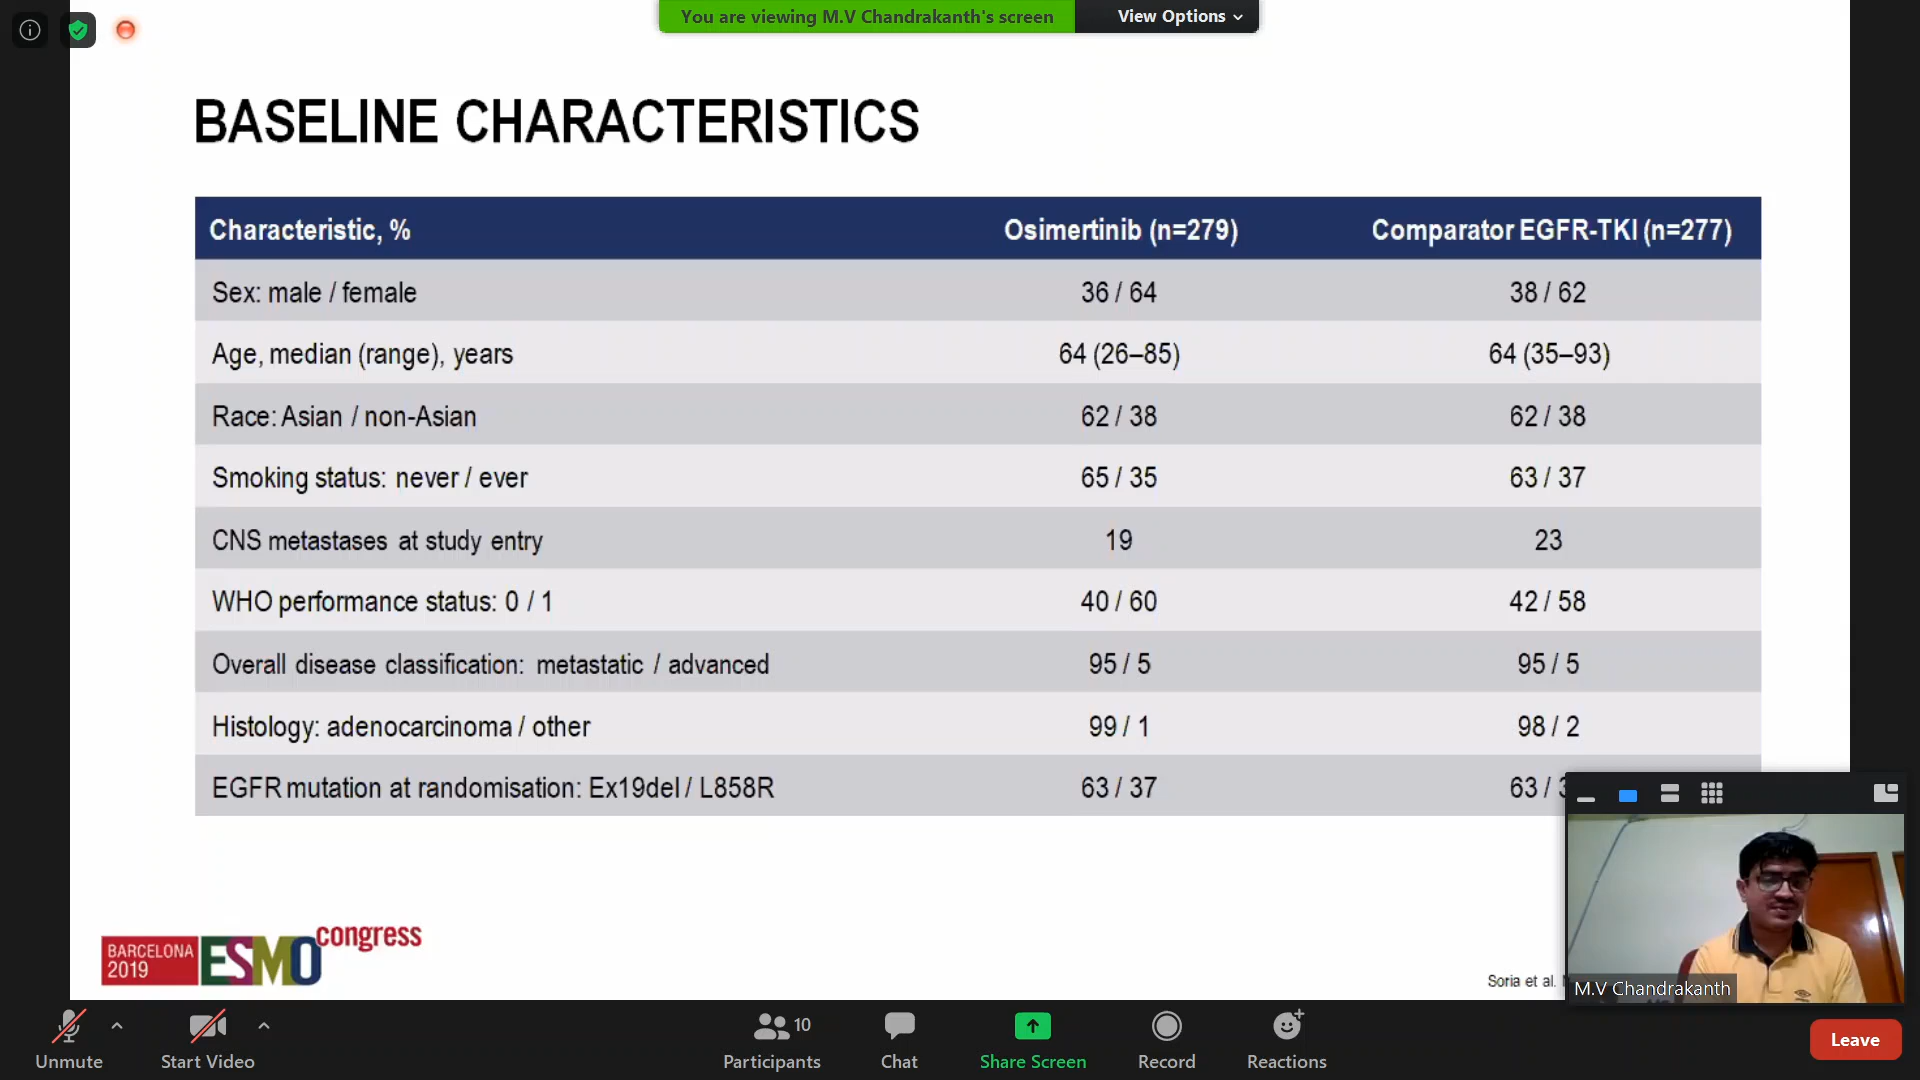 You are viewing M.V Chandrakanth's screen View Options
BASELINE CHARACTERISTICS
Characteristic, % Osimertinib (n=279) Comparator EGFR-TKI (n=277)
Sex: male / female 36 / 64 38 / 62
Age, median (range), years 64 (26–85) 64 (35–93)
Race: Asian / non-Asian 62 / 38 62 / 38
Smoking status: never / ever 65 / 35 63 / 37
CNS metastases at study entry 19 23
WHO performance status: 0 / 1 40 / 60 42 / 58
Overall disease classification: metastatic / advanced 95 / 5 95 / 5
Histology: adenocarcinoma / other 99 / 1 98 / 2
EGFR mutation at randomisation: Ex19del / L858R 63 / 37 63 /
BARCELONA
2019
ESMO congress
Soria et al.
M.V Chandrakanth
10
Unmute Start Video Participants Chat Share Screen Record Reactions Leave